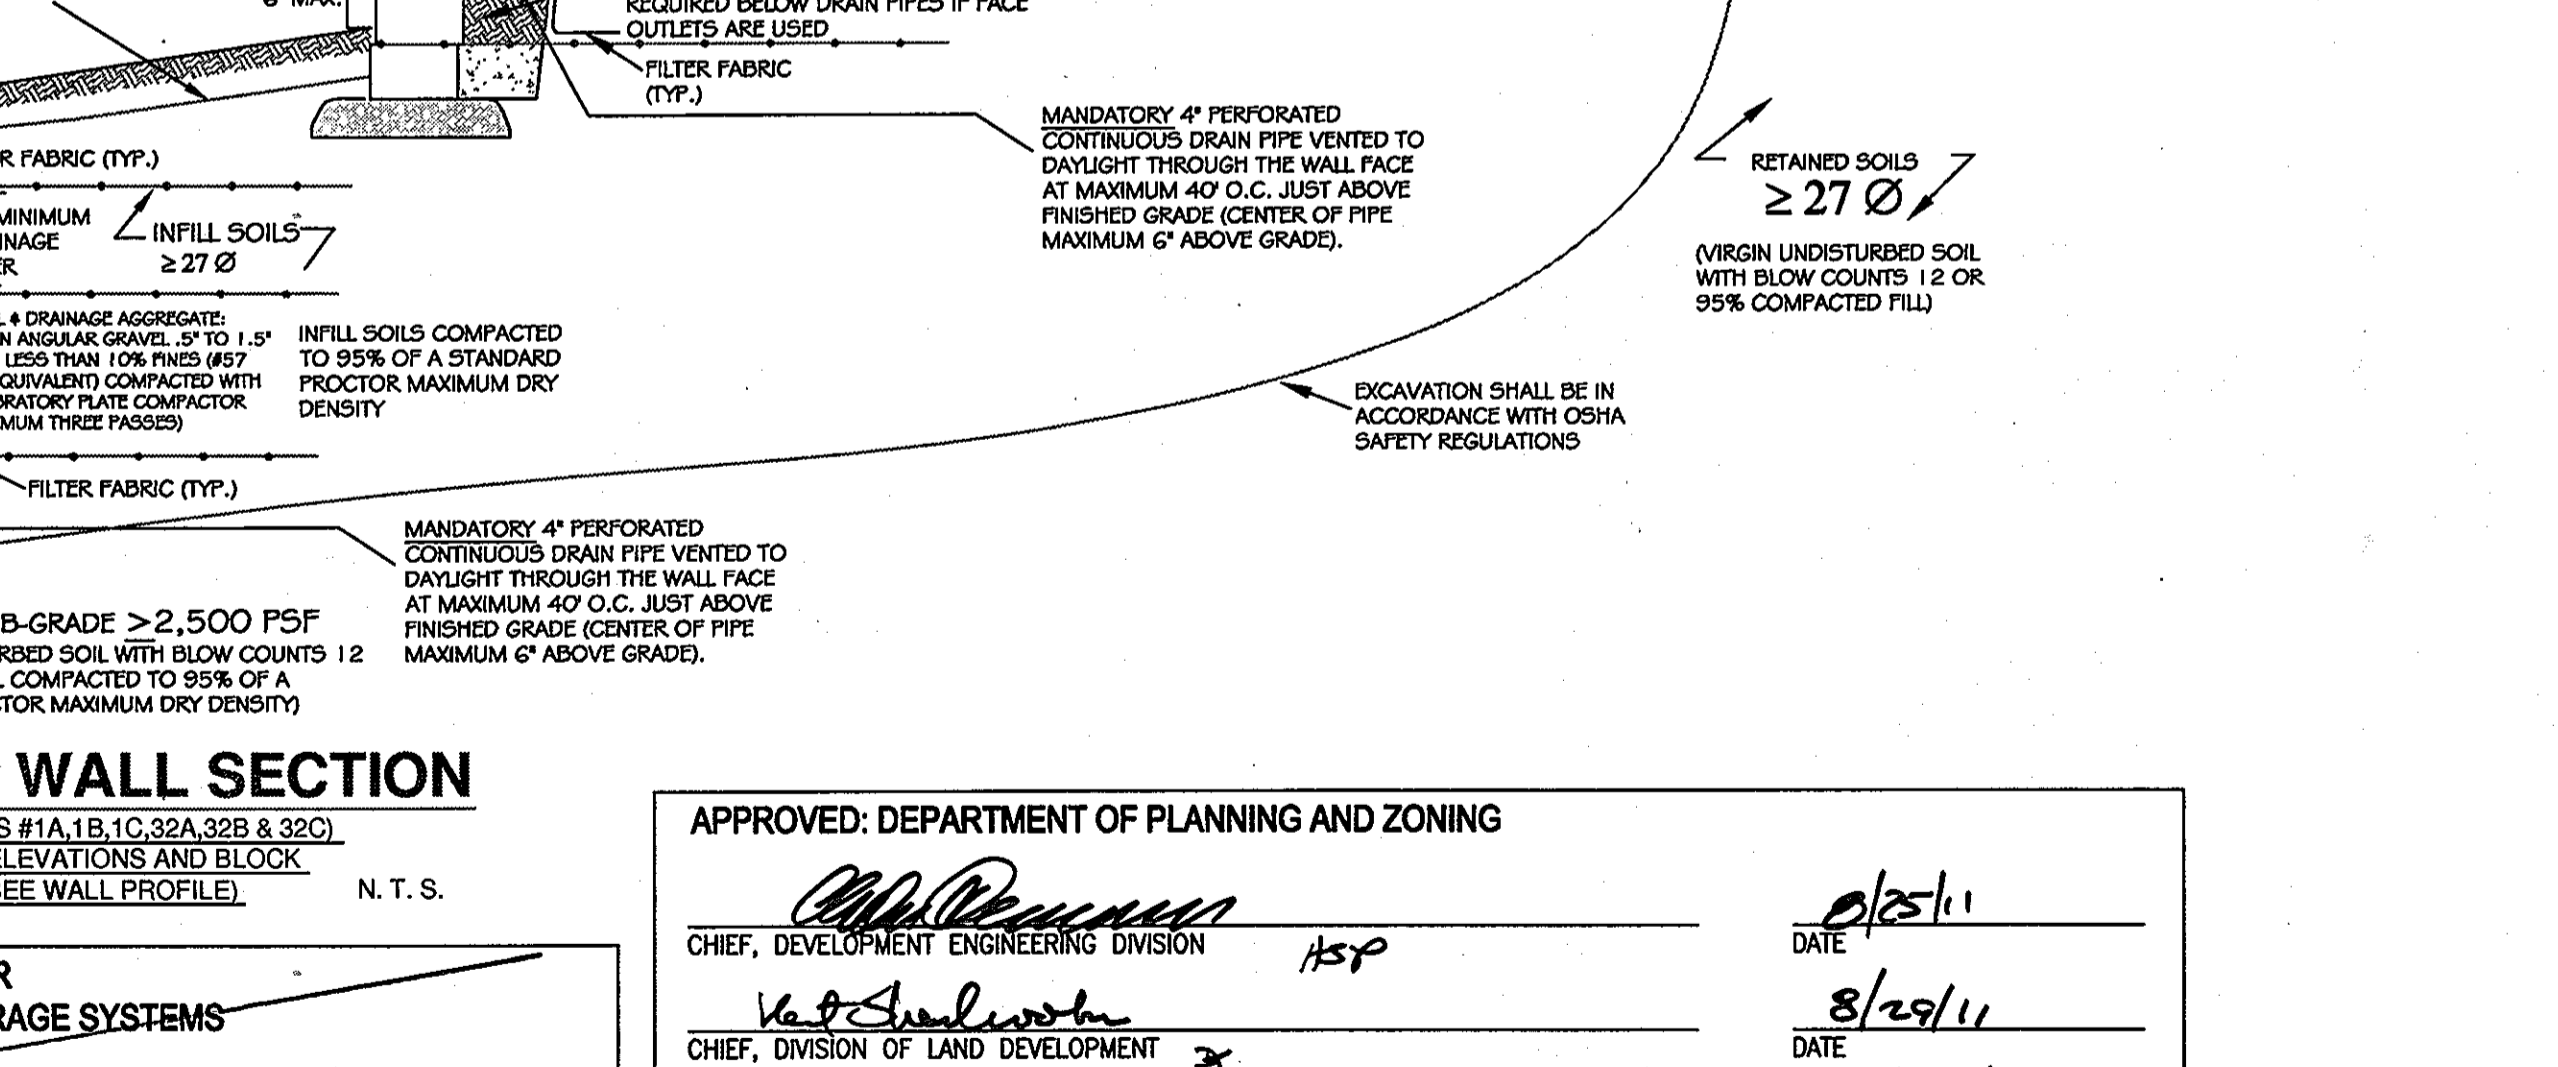 6" MAX.
REQUIRED BELOW DRAIN PIPES IF FACE
OUTLETS ARE USED
FILTER FABRIC
(TYP.)
MANDATORY 4" PERFORATED
CONTINUOUS DRAIN PIPE VENTED TO
DAYLIGHT THROUGH THE WALL FACE
AT MAXIMUM 40' O.C. JUST ABOVE
FINISHED GRADE (CENTER OF PIPE
MAXIMUM 6" ABOVE GRADE).
RETAINED SOILS
≥ 27 Ø
(VIRGIN UNDISTURBED SOIL
WITH BLOW COUNTS 12 OR
95% COMPACTED FILL)
R FABRIC (TYP.)
MINIMUM
INAGE
ER
INFILL SOILS
≥ 27 Ø
L & DRAINAGE AGGREGATE:
N ANGULAR GRAVEL .5" TO 1.5"
LESS THAN 10% FINES (#57
QUIVALENT) COMPACTED WITH
BRATORY PLATE COMPACTOR
MUM THREE PASSES)
INFILL SOILS COMPACTED
TO 95% OF A STANDARD
PROCTOR MAXIMUM DRY
DENSITY
EXCAVATION SHALL BE IN
ACCORDANCE WITH OSHA
SAFETY REGULATIONS
FILTER FABRIC (TYP.)
MANDATORY 4" PERFORATED
CONTINUOUS DRAIN PIPE VENTED TO
DAYLIGHT THROUGH THE WALL FACE
AT MAXIMUM 40' O.C. JUST ABOVE
FINISHED GRADE (CENTER OF PIPE
MAXIMUM 6" ABOVE GRADE).
B-GRADE ≥2,500 PSF
RBED SOIL WITH BLOW COUNTS 12
L COMPACTED TO 95% OF A
CTOR MAXIMUM DRY DENSITY)
WALL SECTION
S #1A,1B,1C,32A,32B & 32C)
ELEVATIONS AND BLOCK
SEE WALL PROFILE)
N. T. S.
R
RAGE SYSTEMS
APPROVED: DEPARTMENT OF PLANNING AND ZONING
8/25/11
CHIEF, DEVELOPMENT ENGINEERING DIVISION
HSP
DATE
8/29/11
CHIEF, DIVISION OF LAND DEVELOPMENT
DATE